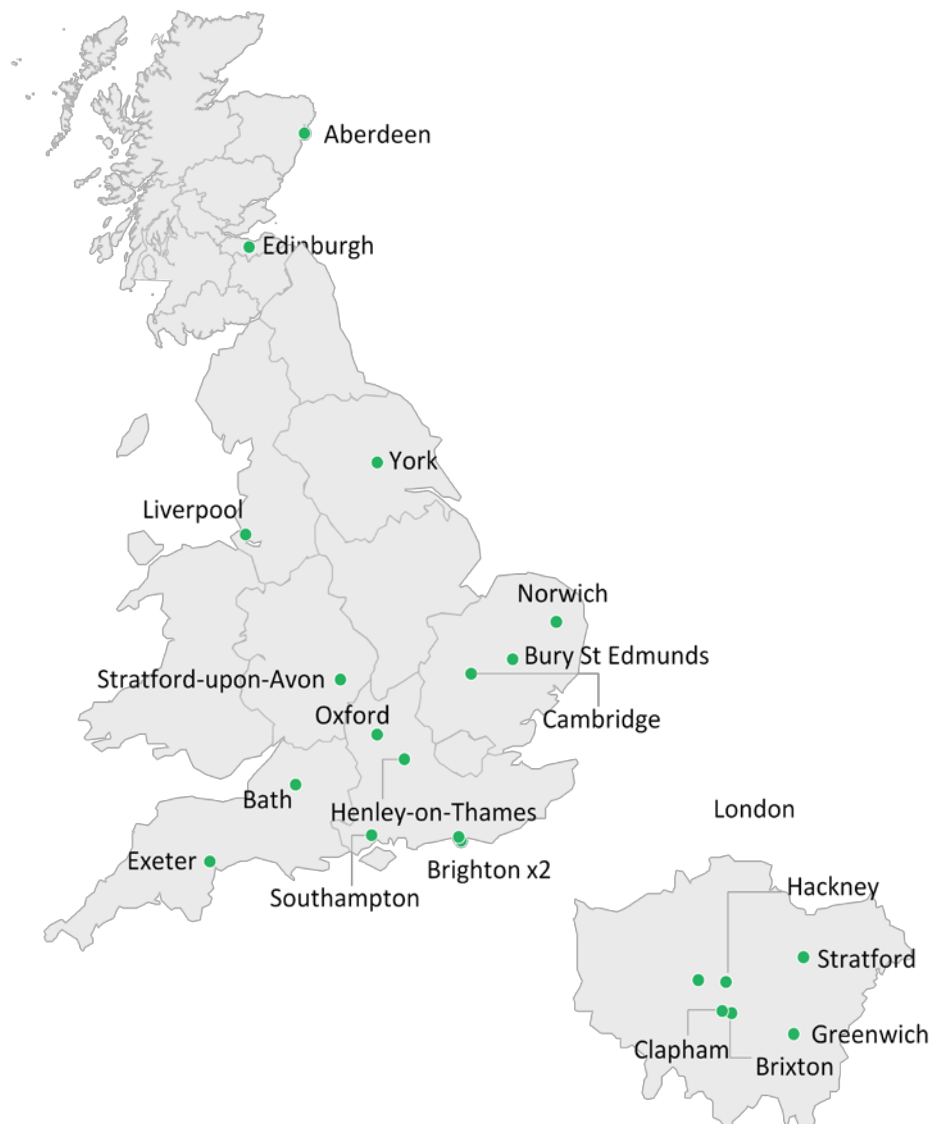 Aberdeen
Edinburgh
York
Liverpool
Norwich
Bury St Edmunds
Stratford-upon-Avon
Oxford
Cambridge
Bath
Henley-on-Thames
London
Exeter
Brighton x2
Southampton
Hackney
Stratford
Greenwich
Clapham
Brixton